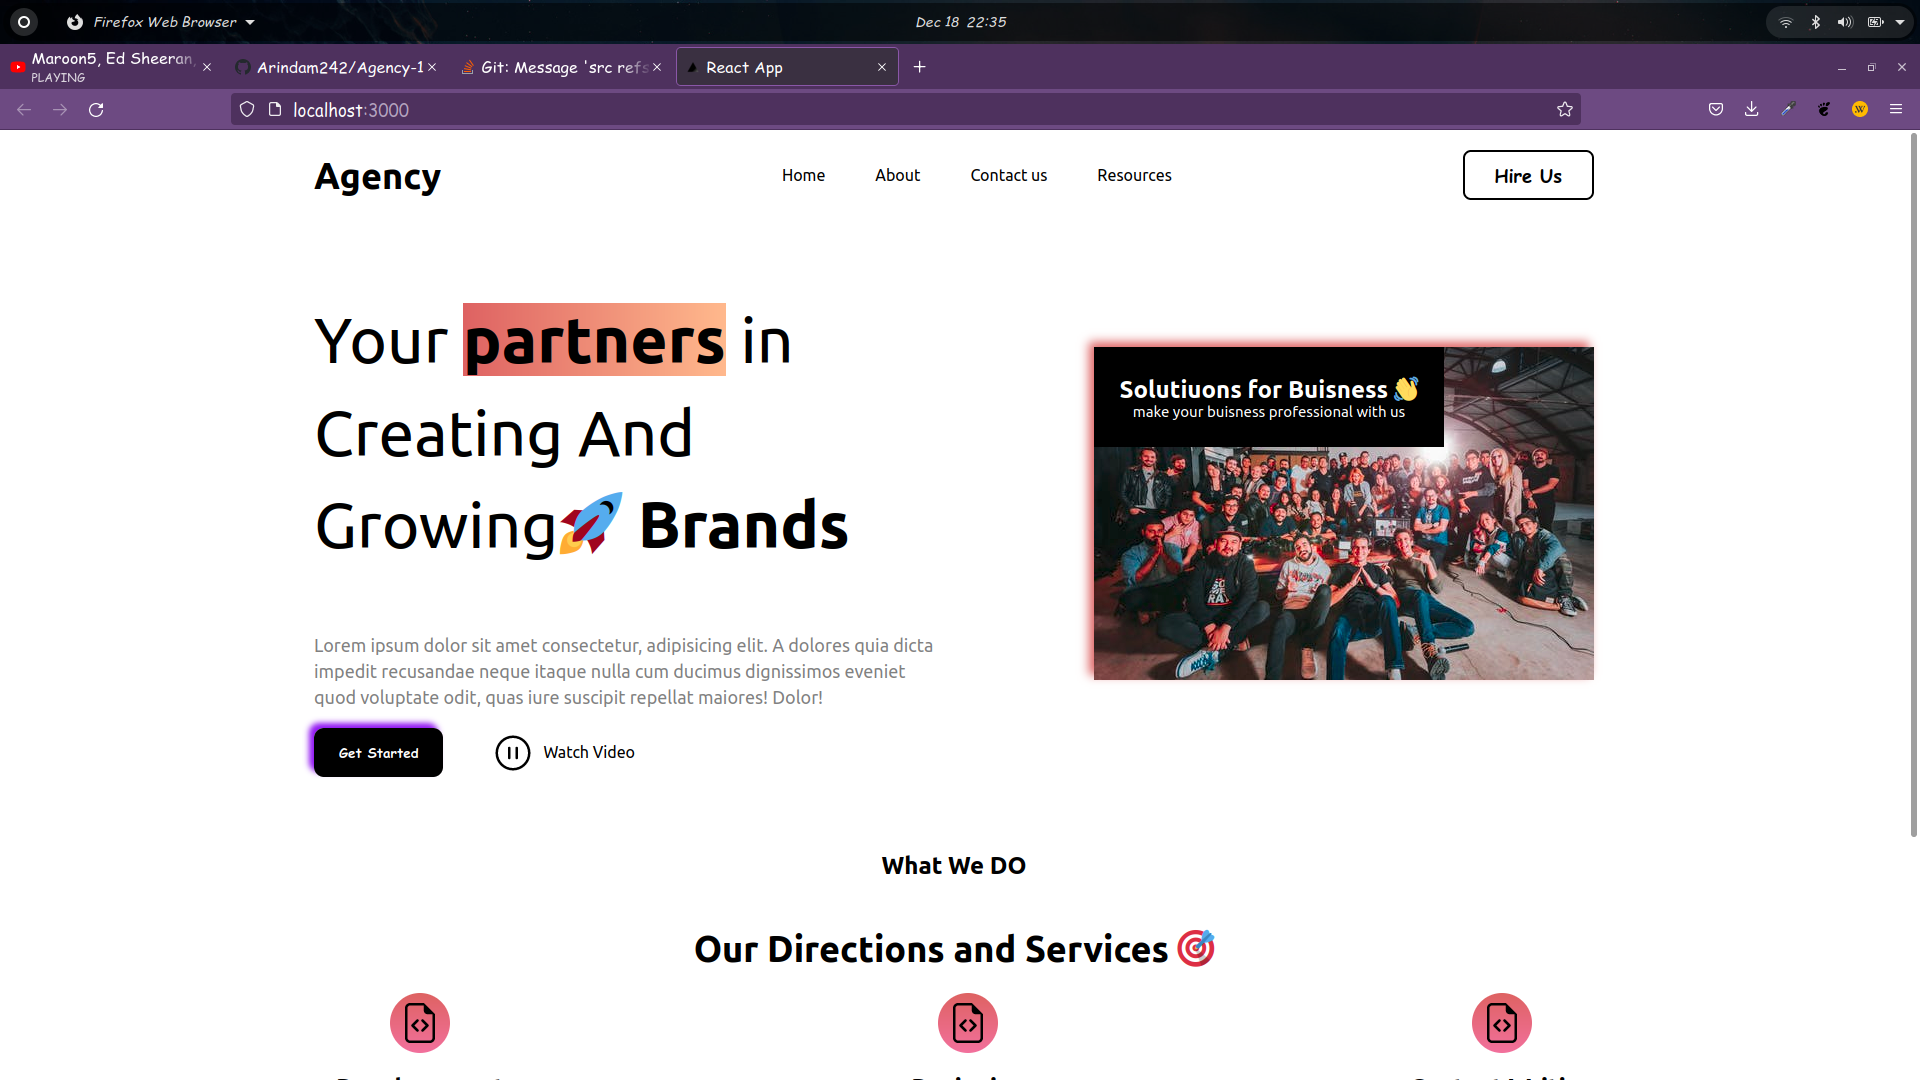 Firefox Web Browser
Dec 18 22:35
Maroon5, Ed Sheeran,
PLAYING
Arindam242/Agency-1
Git: Message 'src refs
React App
localhost:3000
Agency
Home
About
Contact us
Resources
Hire Us
Your partners in
Creating And
Growing🚀 Brands
Solutiuons for Buisness 👋
make your buisness professional with us
Lorem ipsum dolor sit amet consectetur, adipisicing elit. A dolores quia dicta
impedit recusandae neque itaque nulla cum ducimus dignissimos eveniet
quod voluptate odit, quas iure suscipit repellat maiores! Dolor!
Get Started
Watch Video
What We DO
Our Directions and Services 🎯